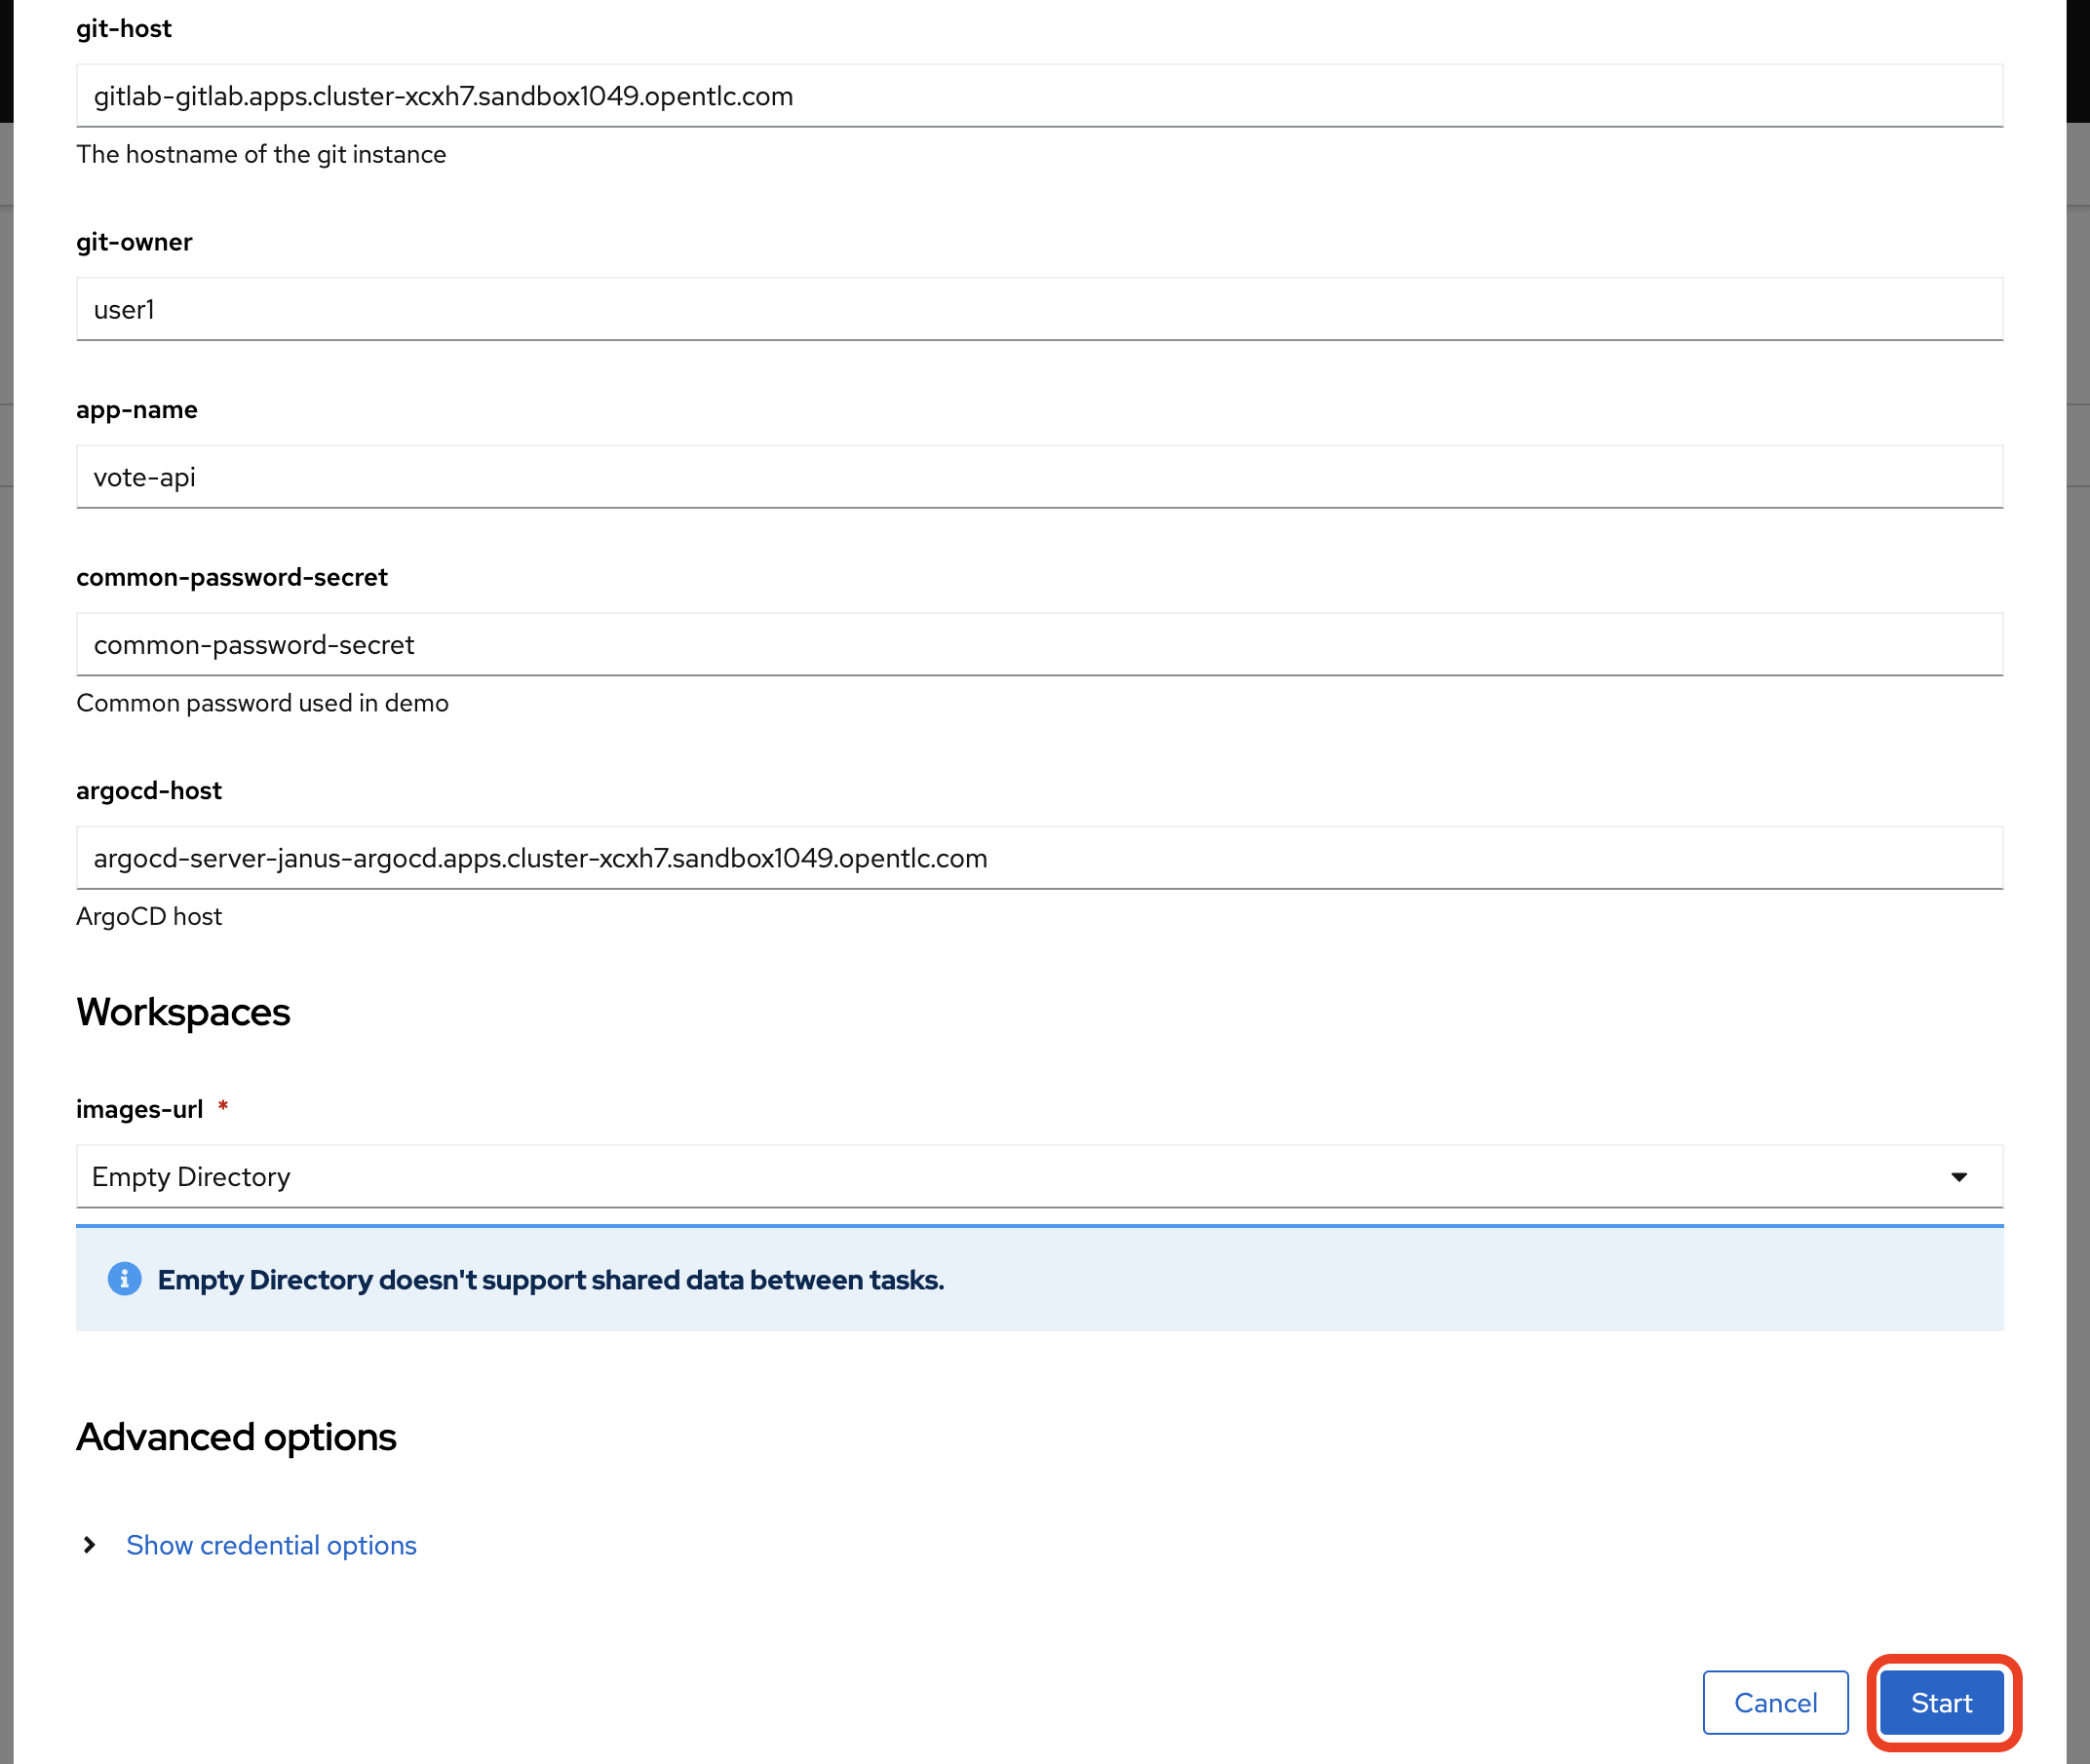 git-host
gitlab-gitlab.apps.cluster-xcxh7.sandbox1049.opentlc.com
The hostname of the git instance
git-owner
user1
app-name
vote-api
common-password-secret
common-password-secret
Common password used in demo
argocd-host
argocd-server-janus-argocd.apps.cluster-xcxh7.sandbox1049.opentlc.com
ArgoCD host
Workspaces
images-url *
Empty Directory
Empty Directory doesn't support shared data between tasks.
Advanced options
Show credential options
Cancel
Start